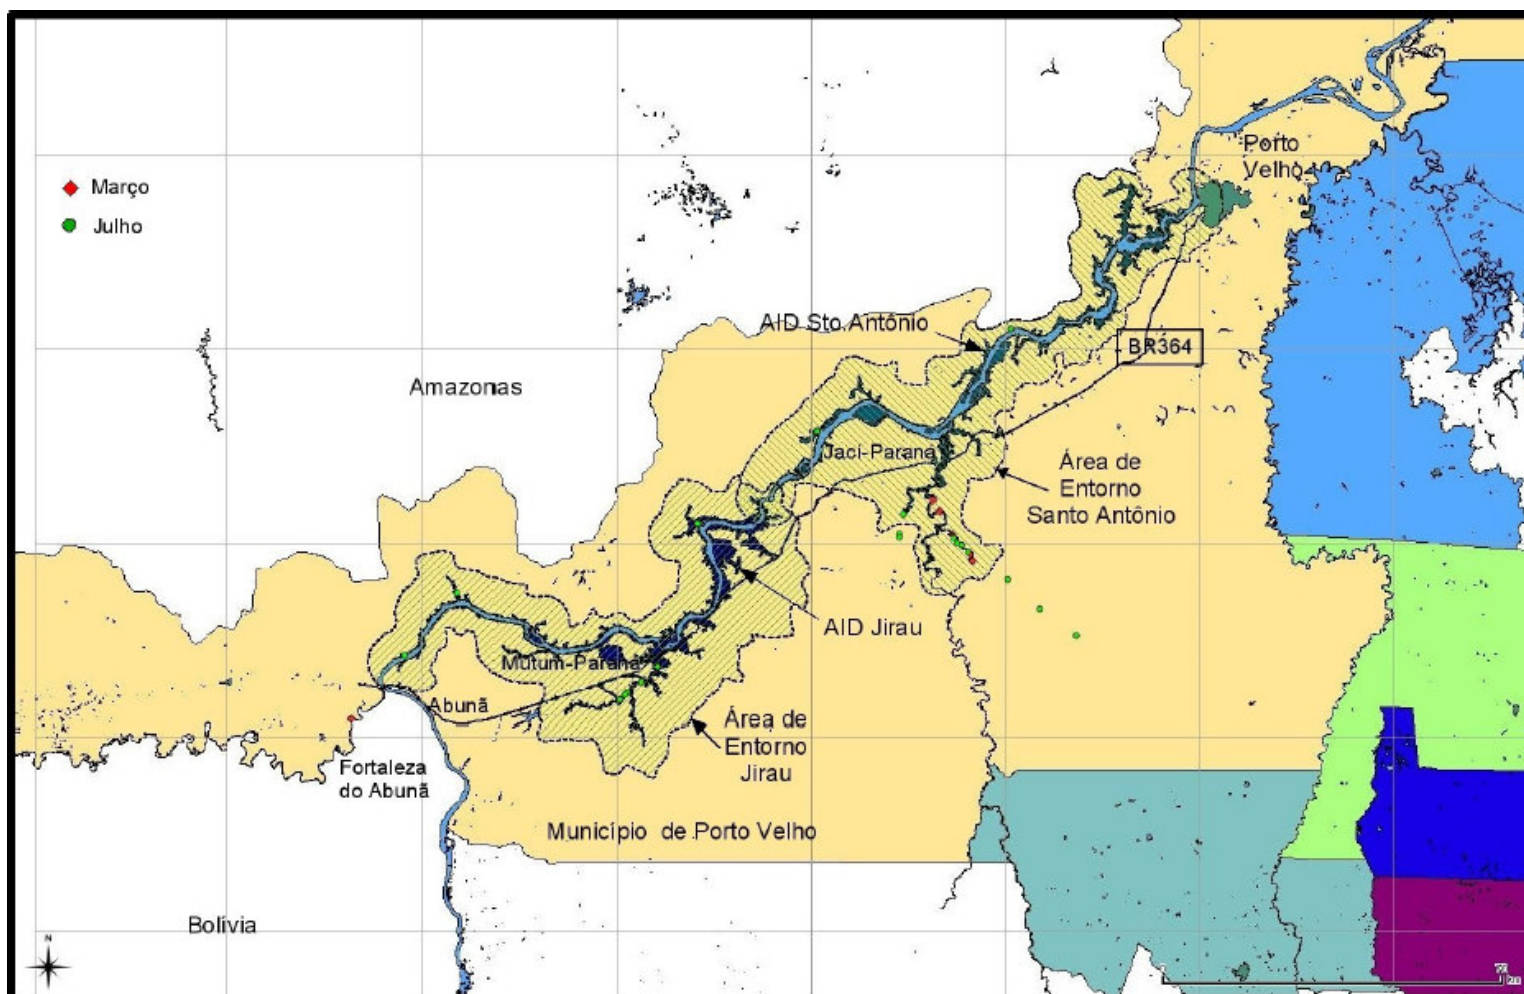 Porto
Velho
Março
Julho
AID Sto. Antônio
BR364
Amazonas
Jaci-Paraná
Área de
Entorno
Santo Antônio
AID Jirau
Mutum-Paraná
Abunã
Área de
Entorno
Jirau
Fortaleza
do Abunã
Município de Porto Velho
Bolívia
N